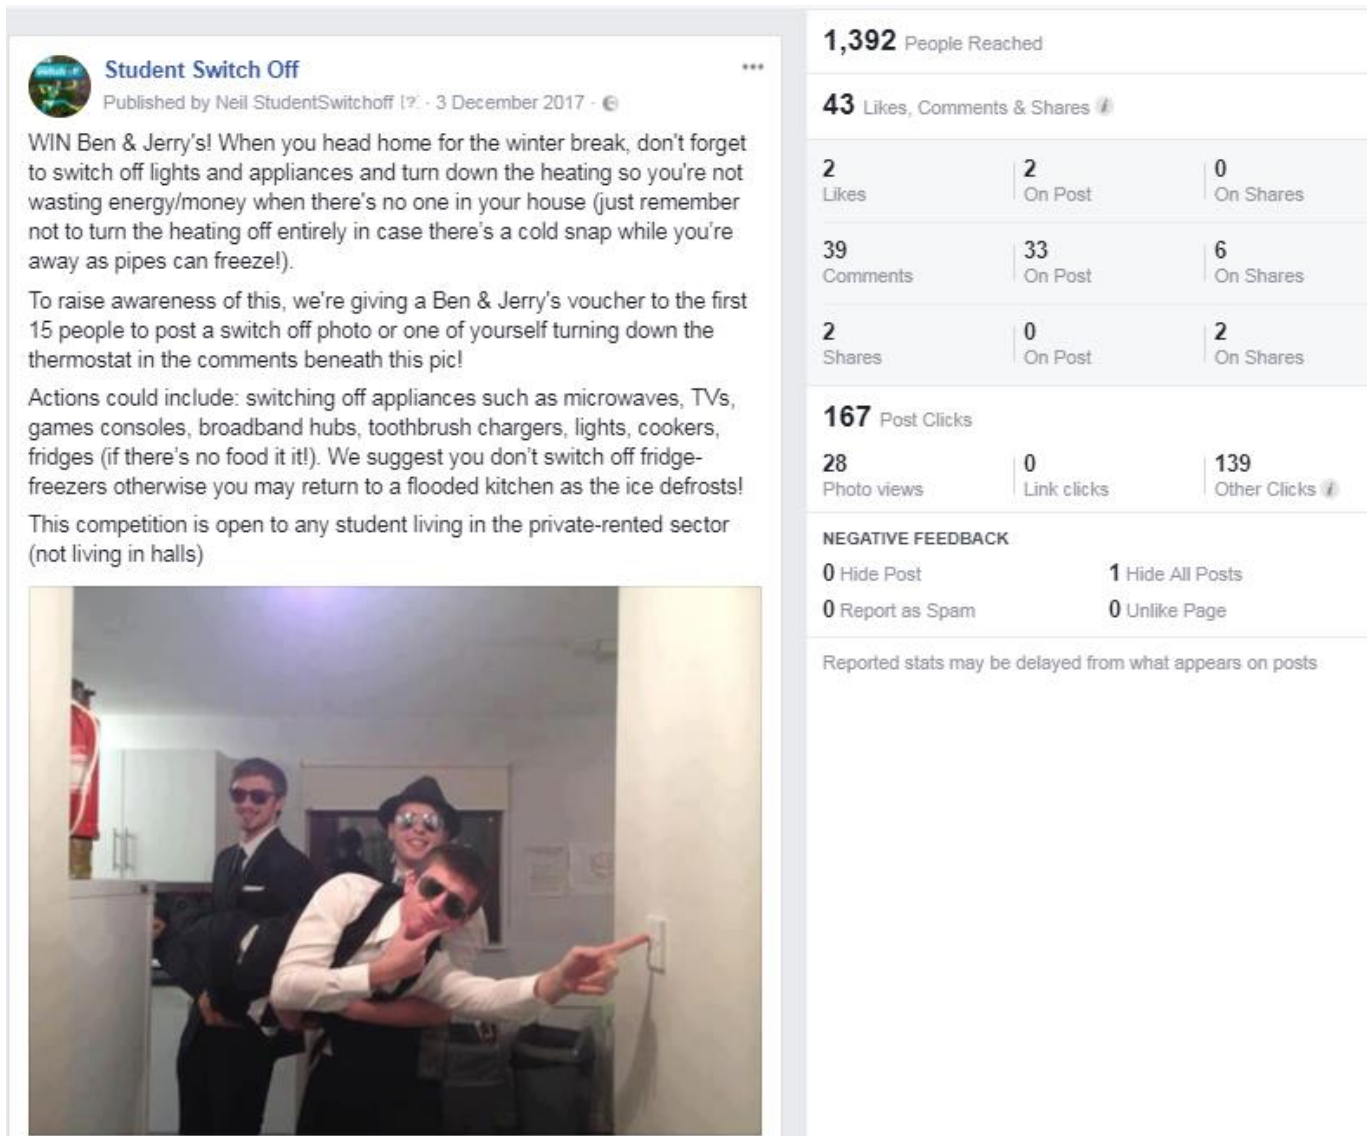 Student Switch Off
Published by Neil StudentSwitchoff [?] · 3 December 2017 ·
WIN Ben & Jerry's! When you head home for the winter break, don't forget
to switch off lights and appliances and turn down the heating so you're not
wasting energy/money when there's no one in your house (just remember
not to turn the heating off entirely in case there's a cold snap while you're
away as pipes can freeze!).
To raise awareness of this, we're giving a Ben & Jerry's voucher to the first
15 people to post a switch off photo or one of yourself turning down the
thermostat in the comments beneath this pic!
Actions could include: switching off appliances such as microwaves, TVs,
games consoles, broadband hubs, toothbrush chargers, lights, cookers,
fridges (if there's no food it it!). We suggest you don't switch off fridge-
freezers otherwise you may return to a flooded kitchen as the ice defrosts!
This competition is open to any student living in the private-rented sector
(not living in halls)
1,392 People Reached
43 Likes, Comments & Shares
2 2 0
Likes On Post On Shares
39 33 6
Comments On Post On Shares
2 0 2
Shares On Post On Shares
167 Post Clicks
28 0 139
Photo views Link clicks Other Clicks
NEGATIVE FEEDBACK
0 Hide Post 1 Hide All Posts
0 Report as Spam 0 Unlike Page
Reported stats may be delayed from what appears on posts